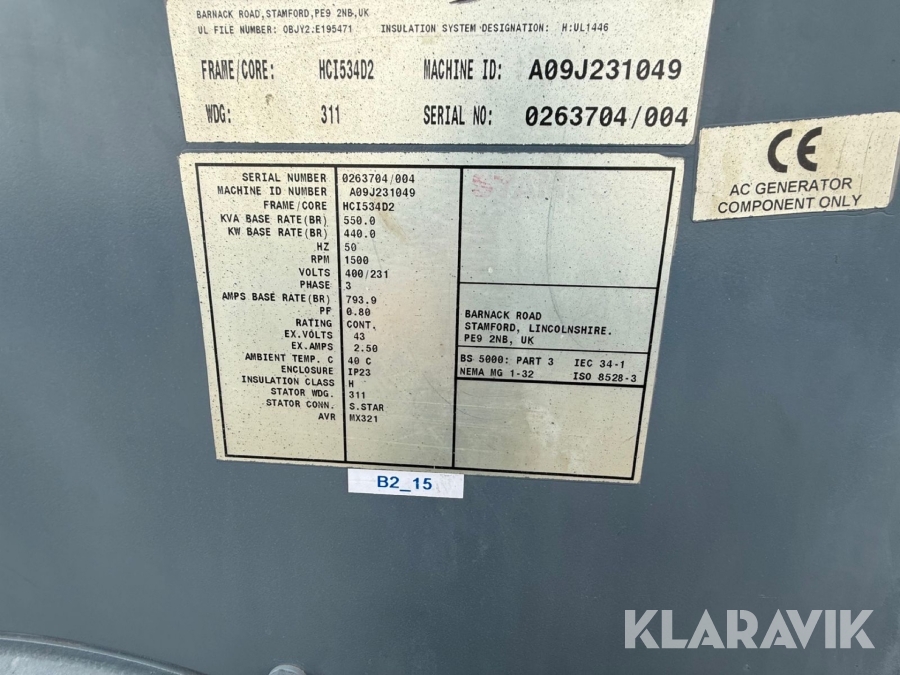 BARNACK ROAD, STAMFORD, PE9 2NB, UK
UL FILE NUMBER: OBJY2:E195471 INSULATION SYSTEM DESIGNATION: H:UL1446
FRAME/CORE: HCI534D2 MACHINE ID: A09J231049
WDG: 311 SERIAL NO: 0263704/004
SERIAL NUMBER 0263704/004
MACHINE ID NUMBER A09J231049
FRAME/CORE HCI534D2
KVA BASE RATE(BR) 550.0
KW BASE RATE(BR) 440.0
HZ 50
RPM 1500
VOLTS 400/231
PHASE 3
AMPS BASE RATE(BR) 793.9
PF 0.80
RATING CONT.
EX.VOLTS 43
EX.AMPS 2.50
AMBIENT TEMP. C 40 C
ENCLOSURE IP23
INSULATION CLASS H
STATOR WDG. 311
STATOR CONN. S.STAR
AVR MX321
BARNACK ROAD
STAMFORD, LINCOLNSHIRE.
PE9 2NB, UK
BS 5000: PART 3 IEC 34-1
NEMA MG 1-32 ISO 8528-3
CE
AC GENERATOR
COMPONENT ONLY
B2_15
KLARAVIK